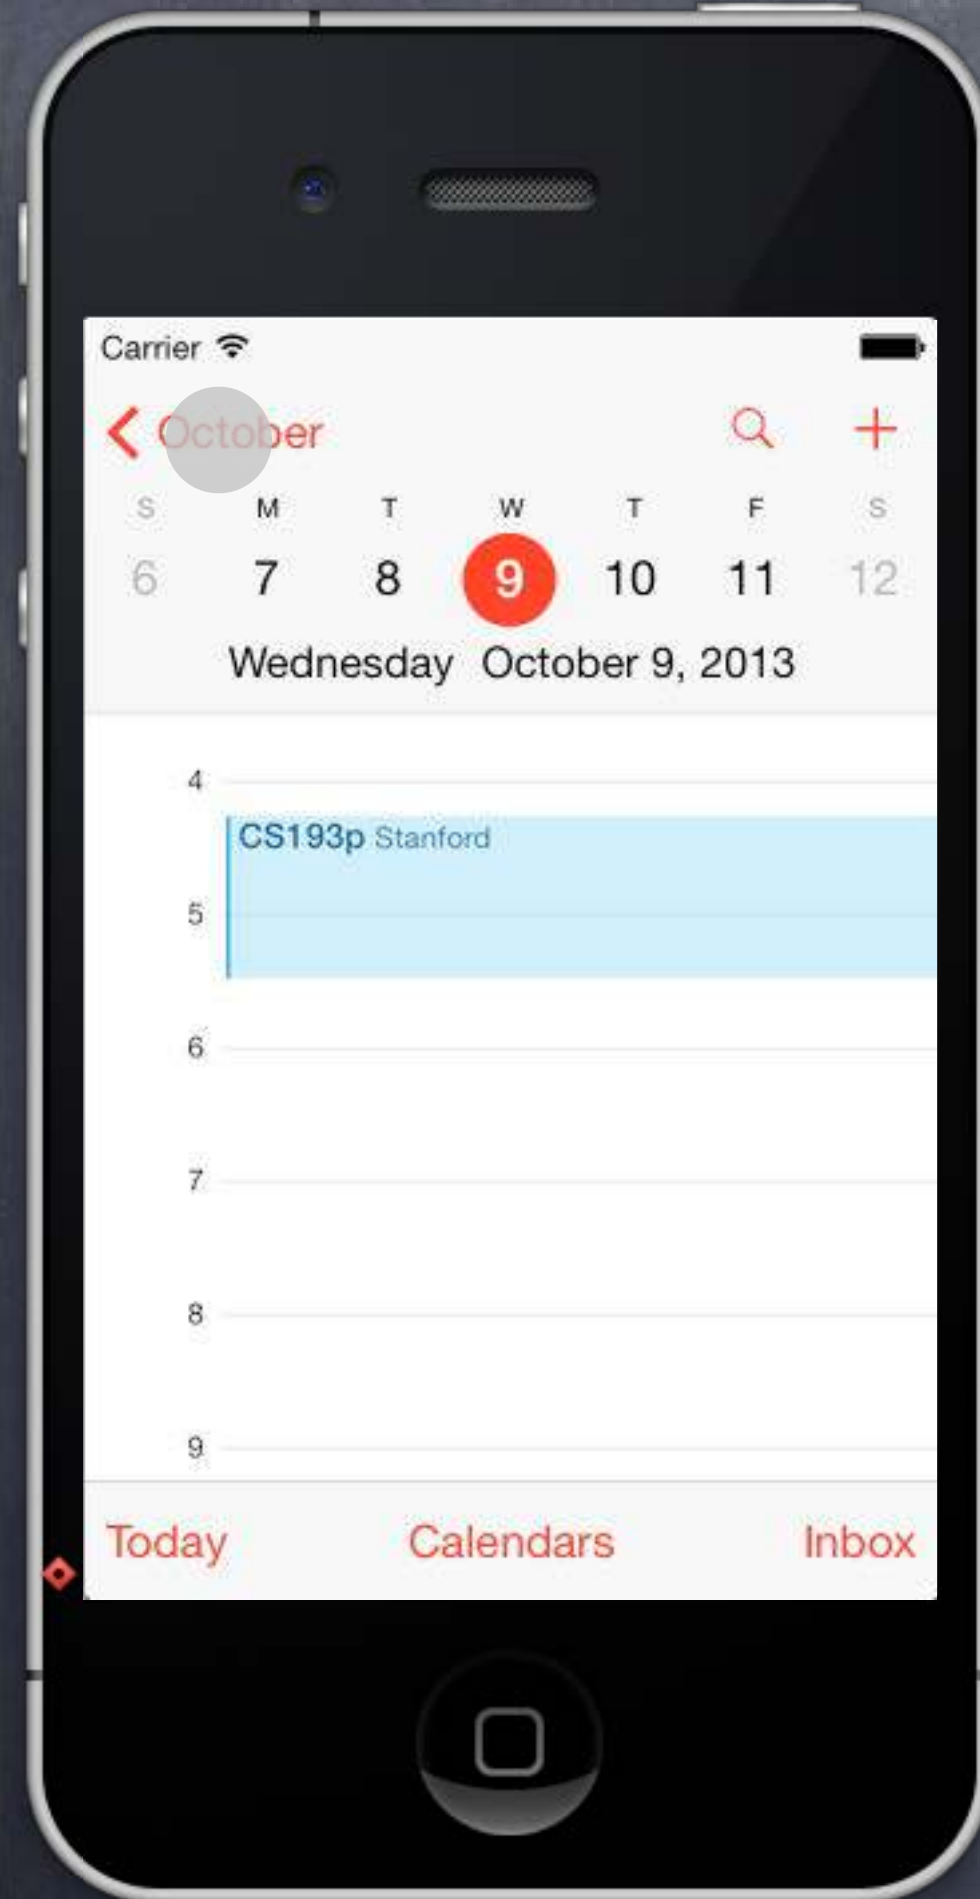 Carrier
October
S M T W T F S
6 7 8 9 10 11 12
Wednesday October 9, 2013
4
CS193p Stanford
5
6
7
8
9
Today Calendars Inbox